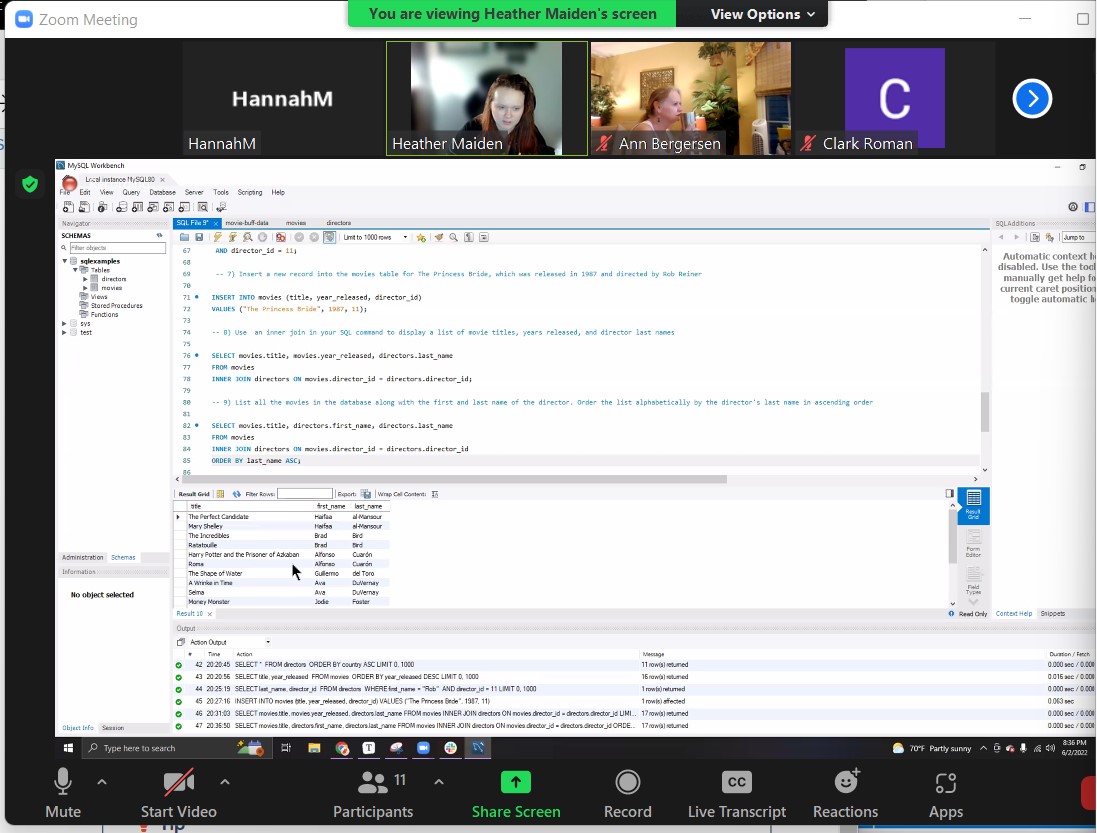 Zoom Meeting
You are viewing Heather Maiden's screen
View Options
HannahM
HannahM
Heather Maiden
Ann Bergersen
C
Clark Roman
MySQL Workbench
Local instance MySQL80
File Edit View Query Database Server Tools Scripting Help
Navigator
SCHEMAS
Filter objects
sqlexamples
Tables
directors
movies
Views
Stored Procedures
Functions
sys
test
Administration Schemas
Information
No object selected
Object Info Session
SQL File 9* movie-buff-data movies directors
Limit to 1000 rows
67 AND director_id = 11;
68
69 -- 7) Insert a new record into the movies table for The Princess Bride, which was released in 1987 and directed by Rob Reiner
70
71 INSERT INTO movies (title, year_released, director_id)
72 VALUES ("The Princess Bride", 1987, 11);
73
74 -- 8) Use an inner join in your SQL command to display a list of movie titles, years released, and director last names
75
76 SELECT movies.title, movies.year_released, directors.last_name
77 FROM movies
78 INNER JOIN directors ON movies.director_id = directors.director_id;
79
80 -- 9) List all the movies in the database along with the first and last name of the director. Order the list alphabetically by the director's last name in ascending order
81
82 SELECT movies.title, directors.first_name, directors.last_name
83 FROM movies
84 INNER JOIN directors ON movies.director_id = directors.director_id
85 ORDER BY last_name ASC;
86
Result Grid Filter Rows: Export: Wrap Cell Content:
title first_name last_name
The Perfect Candidate Haifaa al-Mansour
Mary Shelley Haifaa al-Mansour
The Incredibles Brad Bird
Ratatouille Brad Bird
Harry Potter and the Prisoner of Azkaban Alfonso Cuarón
Roma Alfonso Cuarón
The Shape of Water Guillermo del Toro
A Wrinkle in Time Ava DuVernay
Selma Ava DuVernay
Money Monster Jodie Foster
Result 10
Result Grid
Form Editor
Field Types
Read Only
SQLAdditions
Jump to
Automatic context h
disabled. Use the tool
manually get help fo
current caret position
toggle automatic h
Context Help Snippets
Output
Action Output
# Time Action Message Duration / Fetch
42 20:20:45 SELECT * FROM directors ORDER BY country ASC LIMIT 0, 1000 11 row(s) returned 0.000 sec / 0.000
43 20:20:56 SELECT title, year_released FROM movies ORDER BY year_released DESC LIMIT 0, 1000 16 row(s) returned 0.016 sec / 0.000
44 20:25:19 SELECT last_name, director_id FROM directors WHERE first_name = "Rob" AND director_id = 11 LIMIT 0, 1000 1 row(s) returned 0.000 sec / 0.000
45 20:27:16 INSERT INTO movies (title, year_released, director_id) VALUES ("The Princess Bride", 1987, 11) 1 row(s) affected 0.063 sec
46 20:31:03 SELECT movies.title, movies.year_released, directors.last_name FROM movies INNER JOIN directors ON movies.director_id = directors.director_id LIMI... 17 row(s) returned 0.000 sec / 0.000
47 20:36:50 SELECT movies.title, directors.first_name, directors.last_name FROM movies INNER JOIN directors ON movies.director_id = directors.director_id ORDE... 17 row(s) returned 0.000 sec / 0.000
Type here to search
70°F Partly sunny
8:36 PM
6/2/2022
Mute
Start Video
Participants 11
Share Screen
Record
CC
Live Transcript
Reactions
Apps